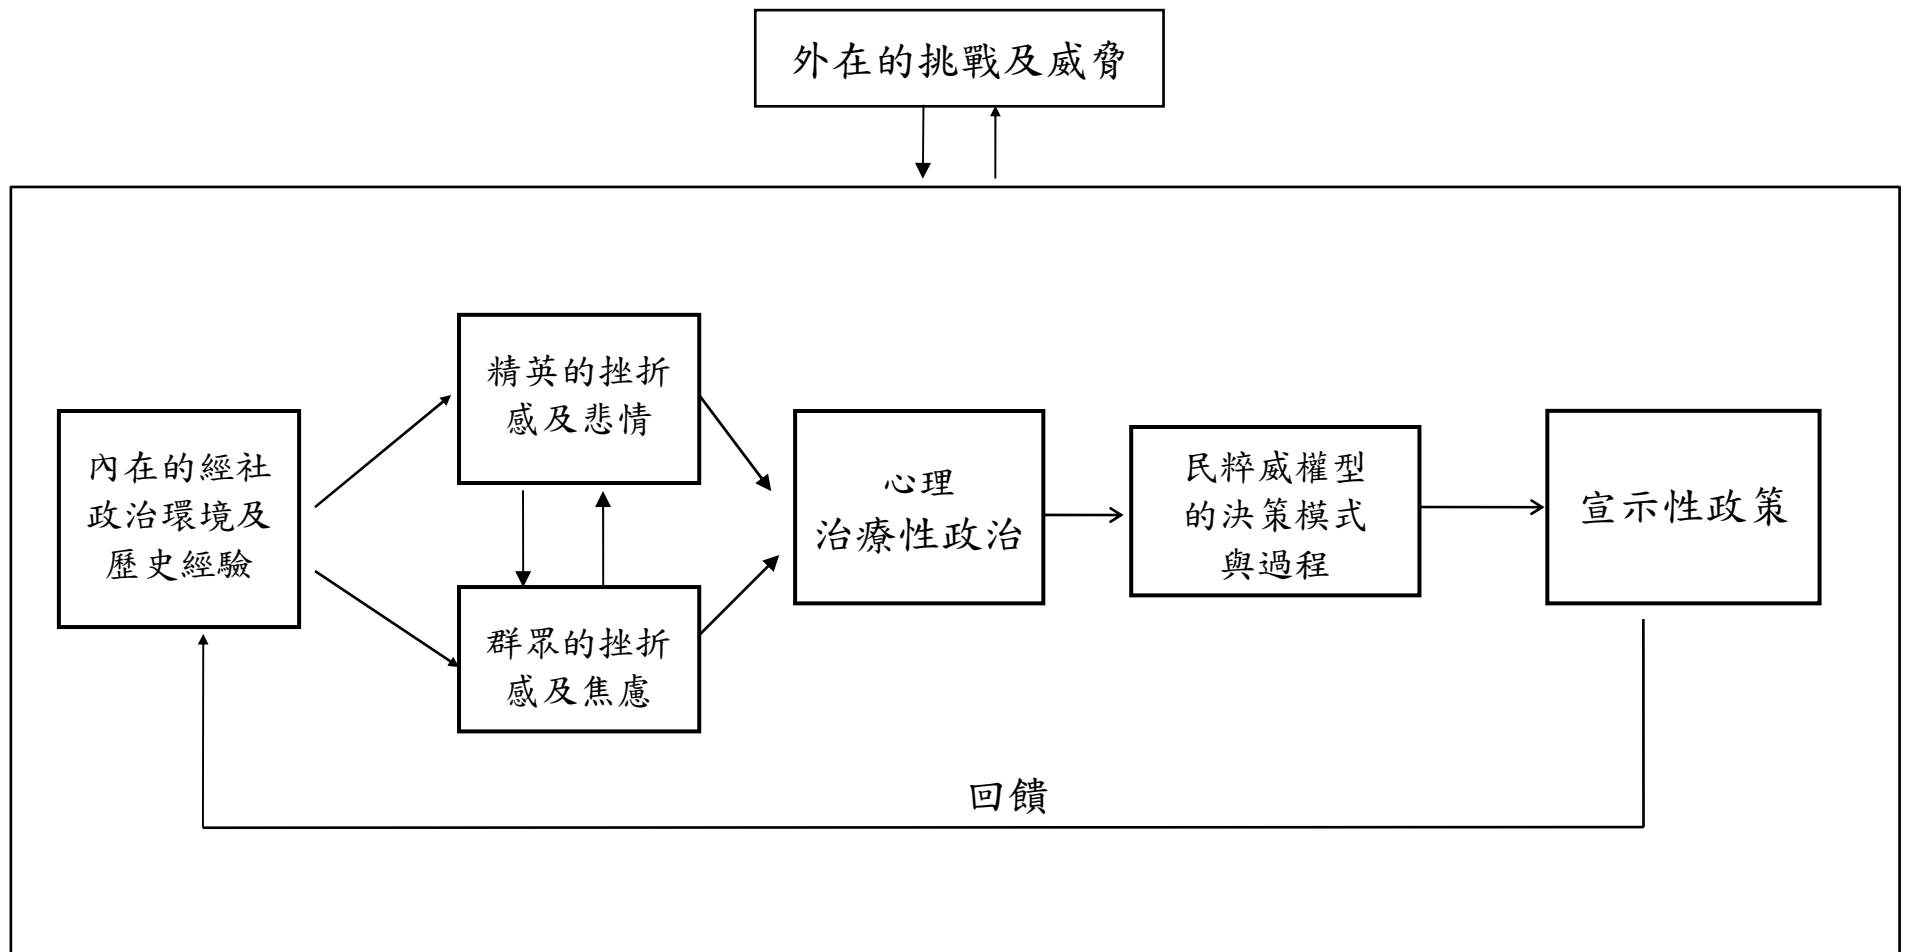 外在的挑戰及威脅
精英的挫折
感及悲情
內在的經社
政治環境及
歷史經驗
群眾的挫折
感及焦慮
心理
治療性政治
民粹威權型
的決策模式
與過程
宣示性政策
回饋